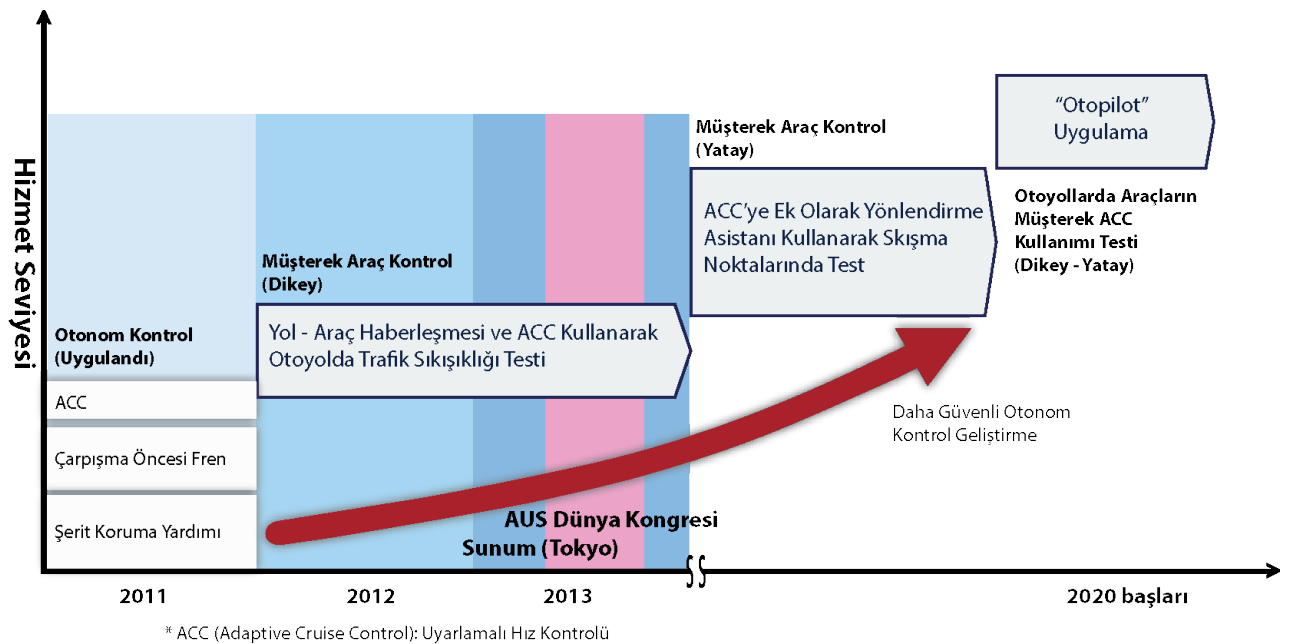 Hizmet Seviyesi
Otonom Kontrol
(Uygulandı)
ACC
Çarpışma Öncesi Fren
Şerit Koruma Yardımı
Müşterek Araç Kontrol
(Dikey)
Yol - Araç Haberleşmesi ve ACC Kullanarak
Otoyolda Trafik Sıkışıklığı Testi
Müşterek Araç Kontrol
(Yatay)
ACC’ye Ek Olarak Yönlendirme
Asistanı Kullanarak Skışma
Noktalarında Test
“Otopilot”
Uygulama
Otoyollarda Araçların
Müşterek ACC
Kullanımı Testi
(Dikey - Yatay)
Daha Güvenli Otonom
Kontrol Geliştirme
AUS Dünya Kongresi
Sunum (Tokyo)
2011
2012
2013
2020 başları
* ACC (Adaptive Cruise Control): Uyarlamalı Hız Kontrolü